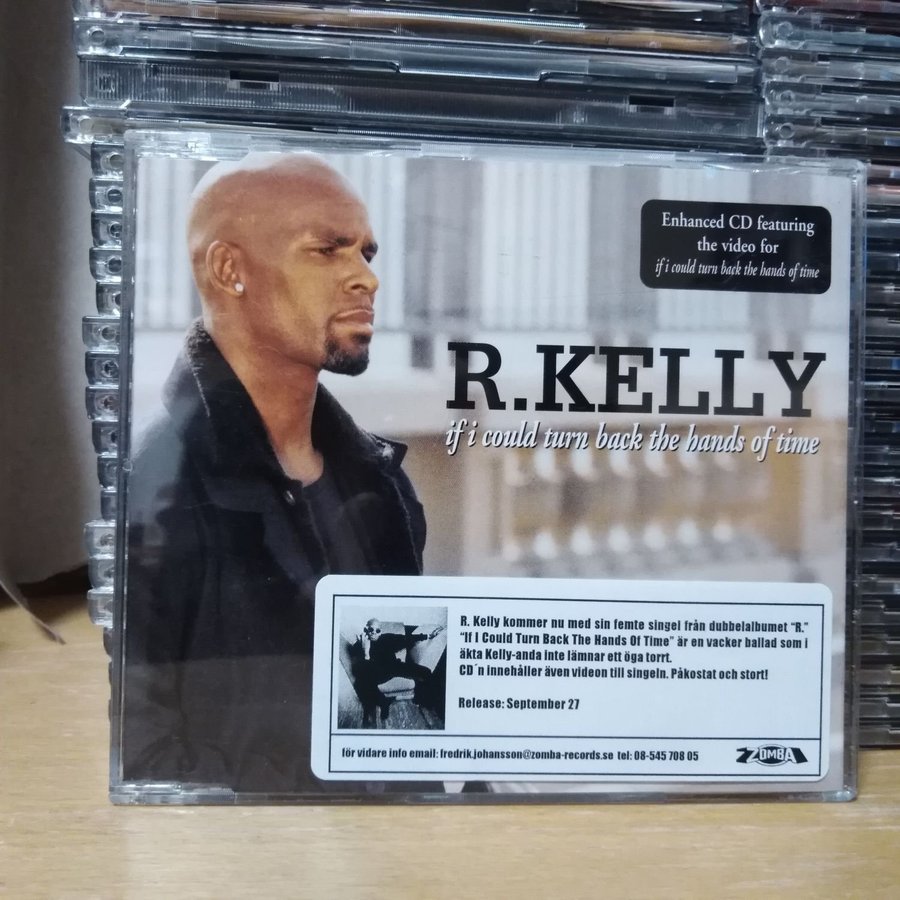 Enhanced CD featuring
the video for
if i could turn back the hands of time
R.KELLY
if i could turn back the hands of time
R. Kelly kommer nu med sin femte singel från dubbelalbumet “R.”
“If I Could Turn Back The Hands Of Time” är en vacker ballad som i
äkta Kelly-anda inte lämnar ett öga torrt.
CD´n innehåller även videon till singeln. Påkostat och stort!
Release: September 27
för vidare info email: fredrik.johansson@zomba-records.se tel: 08-545 708 05
ZOMBA